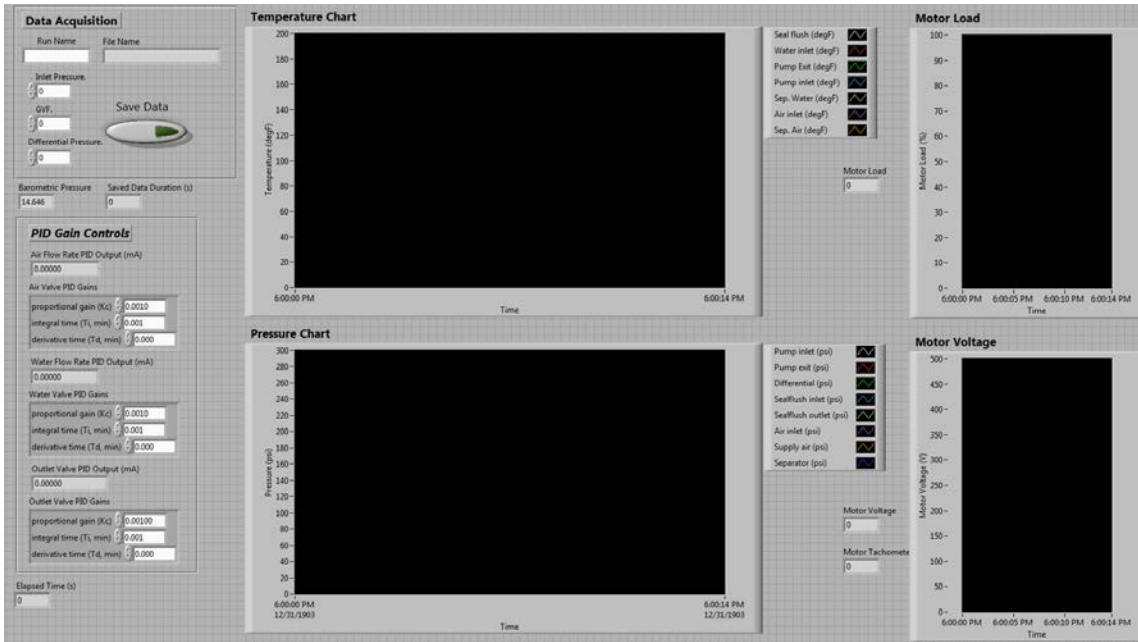 Data Acquisition
Run Name File Name
Inlet Pressure.
0
GVF.
0
Save Data
Differential Pressure.
0
Barometric Pressure Saved Data Duration (s)
14.646 0
PID Gain Controls
Air Flow Rate PID Output (mA)
0.00000
Air Valve PID Gains
proportional gain (Kc) 0.0010
integral time (Ti, min) 0.001
derivative time (Td, min) 0.000
Water Flow Rate PID Output (mA)
0.00000
Water Valve PID Gains
proportional gain (Kc) 0.0010
integral time (Ti, min) 0.001
derivative time (Td, min) 0.000
Outlet Valve PID Output (mA)
0.00000
Outlet Valve PID Gains
proportional gain (Kc) 0.00100
integral time (Ti, min) 0.001
derivative time (Td, min) 0.000
Elapsed Time (s)
0
Temperature Chart
Temperature (degF)
200
180
160
140
120
100
80
60
40
20
0
6:00:00 PM 6:00:14 PM
Time
Seal flush (degF)
Water inlet (degF)
Pump Exit (degF)
Pump inlet (degF)
Sep. Water (degF)
Air inlet (degF)
Sep. Air (degF)
Motor Load
0
Pressure Chart
Pressure (psi)
300
280
260
240
220
200
180
160
140
120
100
80
60
40
20
0
6:00:00 PM 6:00:14 PM
12/31/1903 12/31/1903
Time
Pump inlet (psi)
Pump exit (psi)
Differential (psi)
Sealflush inlet (psi)
Sealflush outlet (psi)
Air inlet (psi)
Supply air (psi)
Separator (psi)
Motor Voltage
0
Motor Tachomete
0
Motor Load
Motor Load (%)
100
90
80
70
60
50
40
30
20
10
0
6:00:00 PM 6:00:05 PM 6:00:10 PM 6:00:14 PM
Time
Motor Voltage
Motor Voltage (V)
500
450
400
350
300
250
200
150
100
50
0
6:00:00 PM 6:00:05 PM 6:00:10 PM 6:00:14 PM
Time